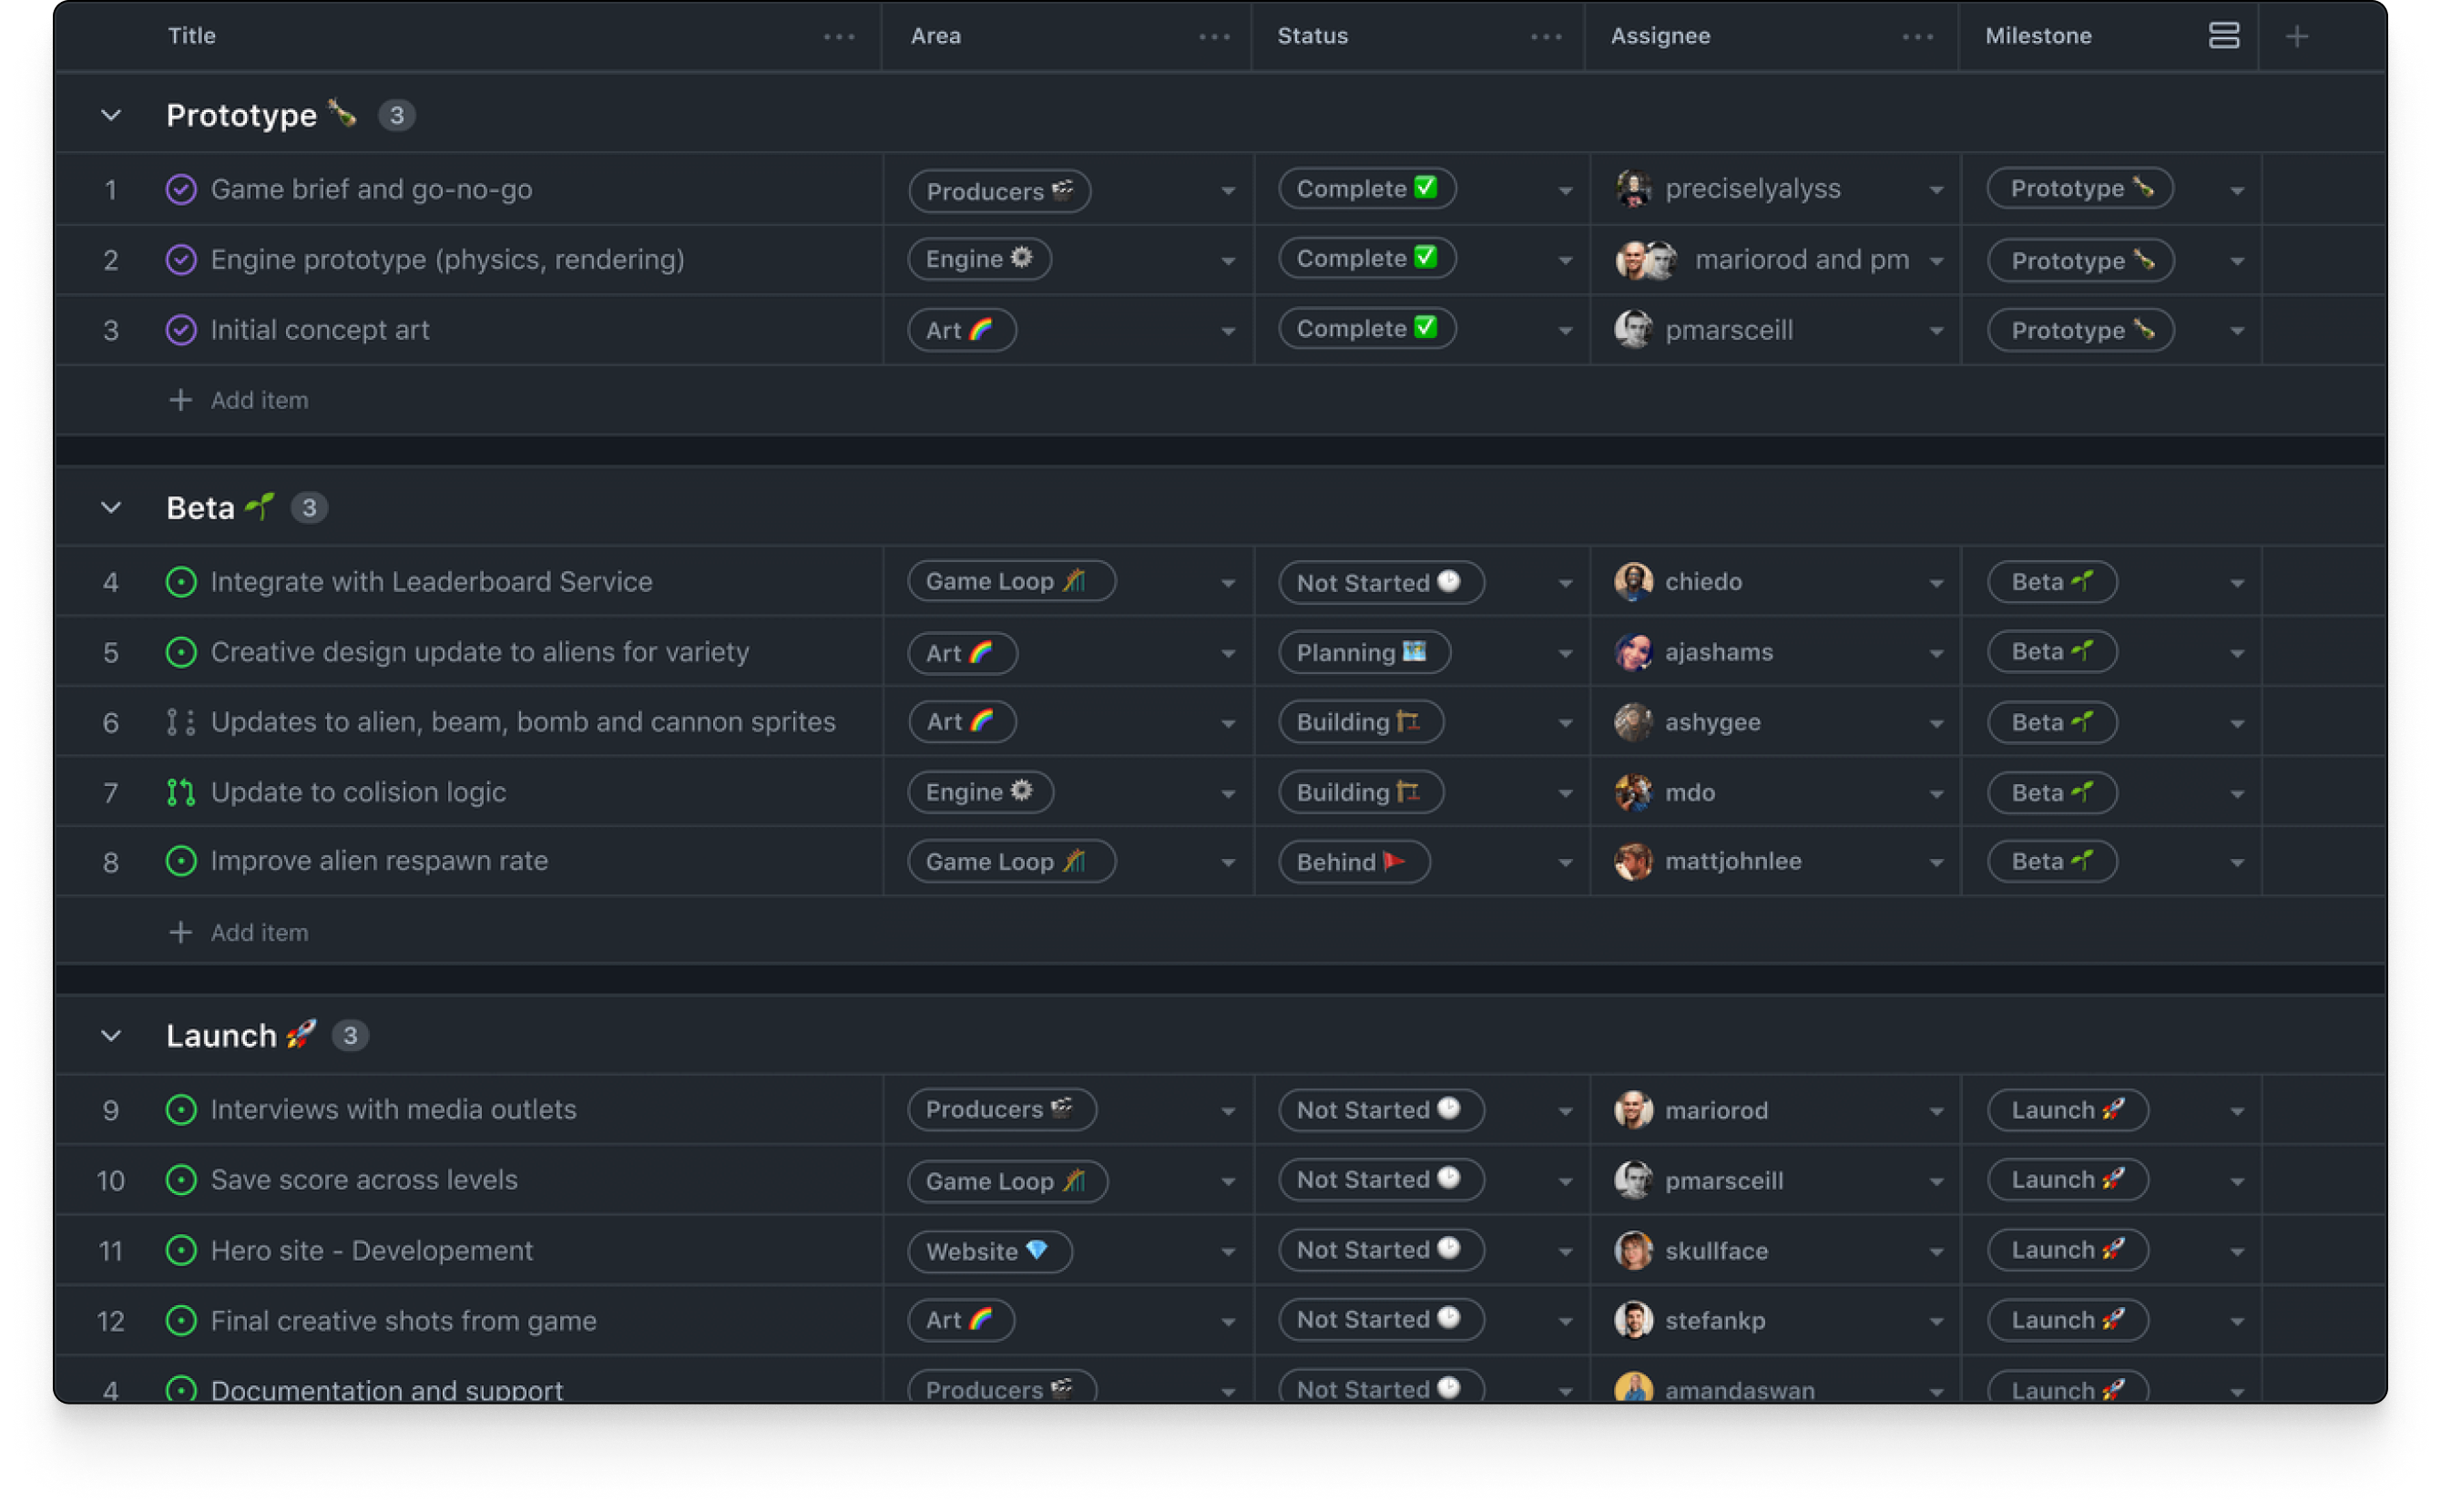 Title Area Status Assignee Milestone
Prototype 3
1 Game brief and go-no-go Producers Complete preciselyalyss Prototype
2 Engine prototype (physics, rendering) Engine Complete mariorod and pm Prototype
3 Initial concept art Art Complete pmarsceill Prototype
Add item
Beta 3
4 Integrate with Leaderboard Service Game Loop Not Started chiedo Beta
5 Creative design update to aliens for variety Art Planning ajashams Beta
6 Updates to alien, beam, bomb and cannon sprites Art Building ashygee Beta
7 Update to colision logic Engine Building mdo Beta
8 Improve alien respawn rate Game Loop Behind mattjohnlee Beta
Add item
Launch 3
9 Interviews with media outlets Producers Not Started mariorod Launch
10 Save score across levels Game Loop Not Started pmarsceill Launch
11 Hero site - Developement Website Not Started skullface Launch
12 Final creative shots from game Art Not Started stefankp Launch
4 Documentation and support Producers Not Started amandaswan Launch